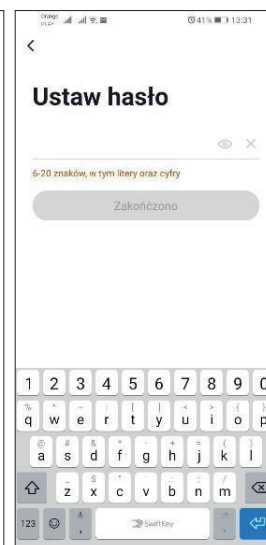 Orange
PLAY
41% 13:31
Ustaw hasło
6-20 znaków, w tym litery oraz cyfry
Zakończono
1 2 3 4 5 6 7 8 9 0
q w e r t y u i o p
a s d f g h j k l
z x c v b n m
123 , SwiftKey .